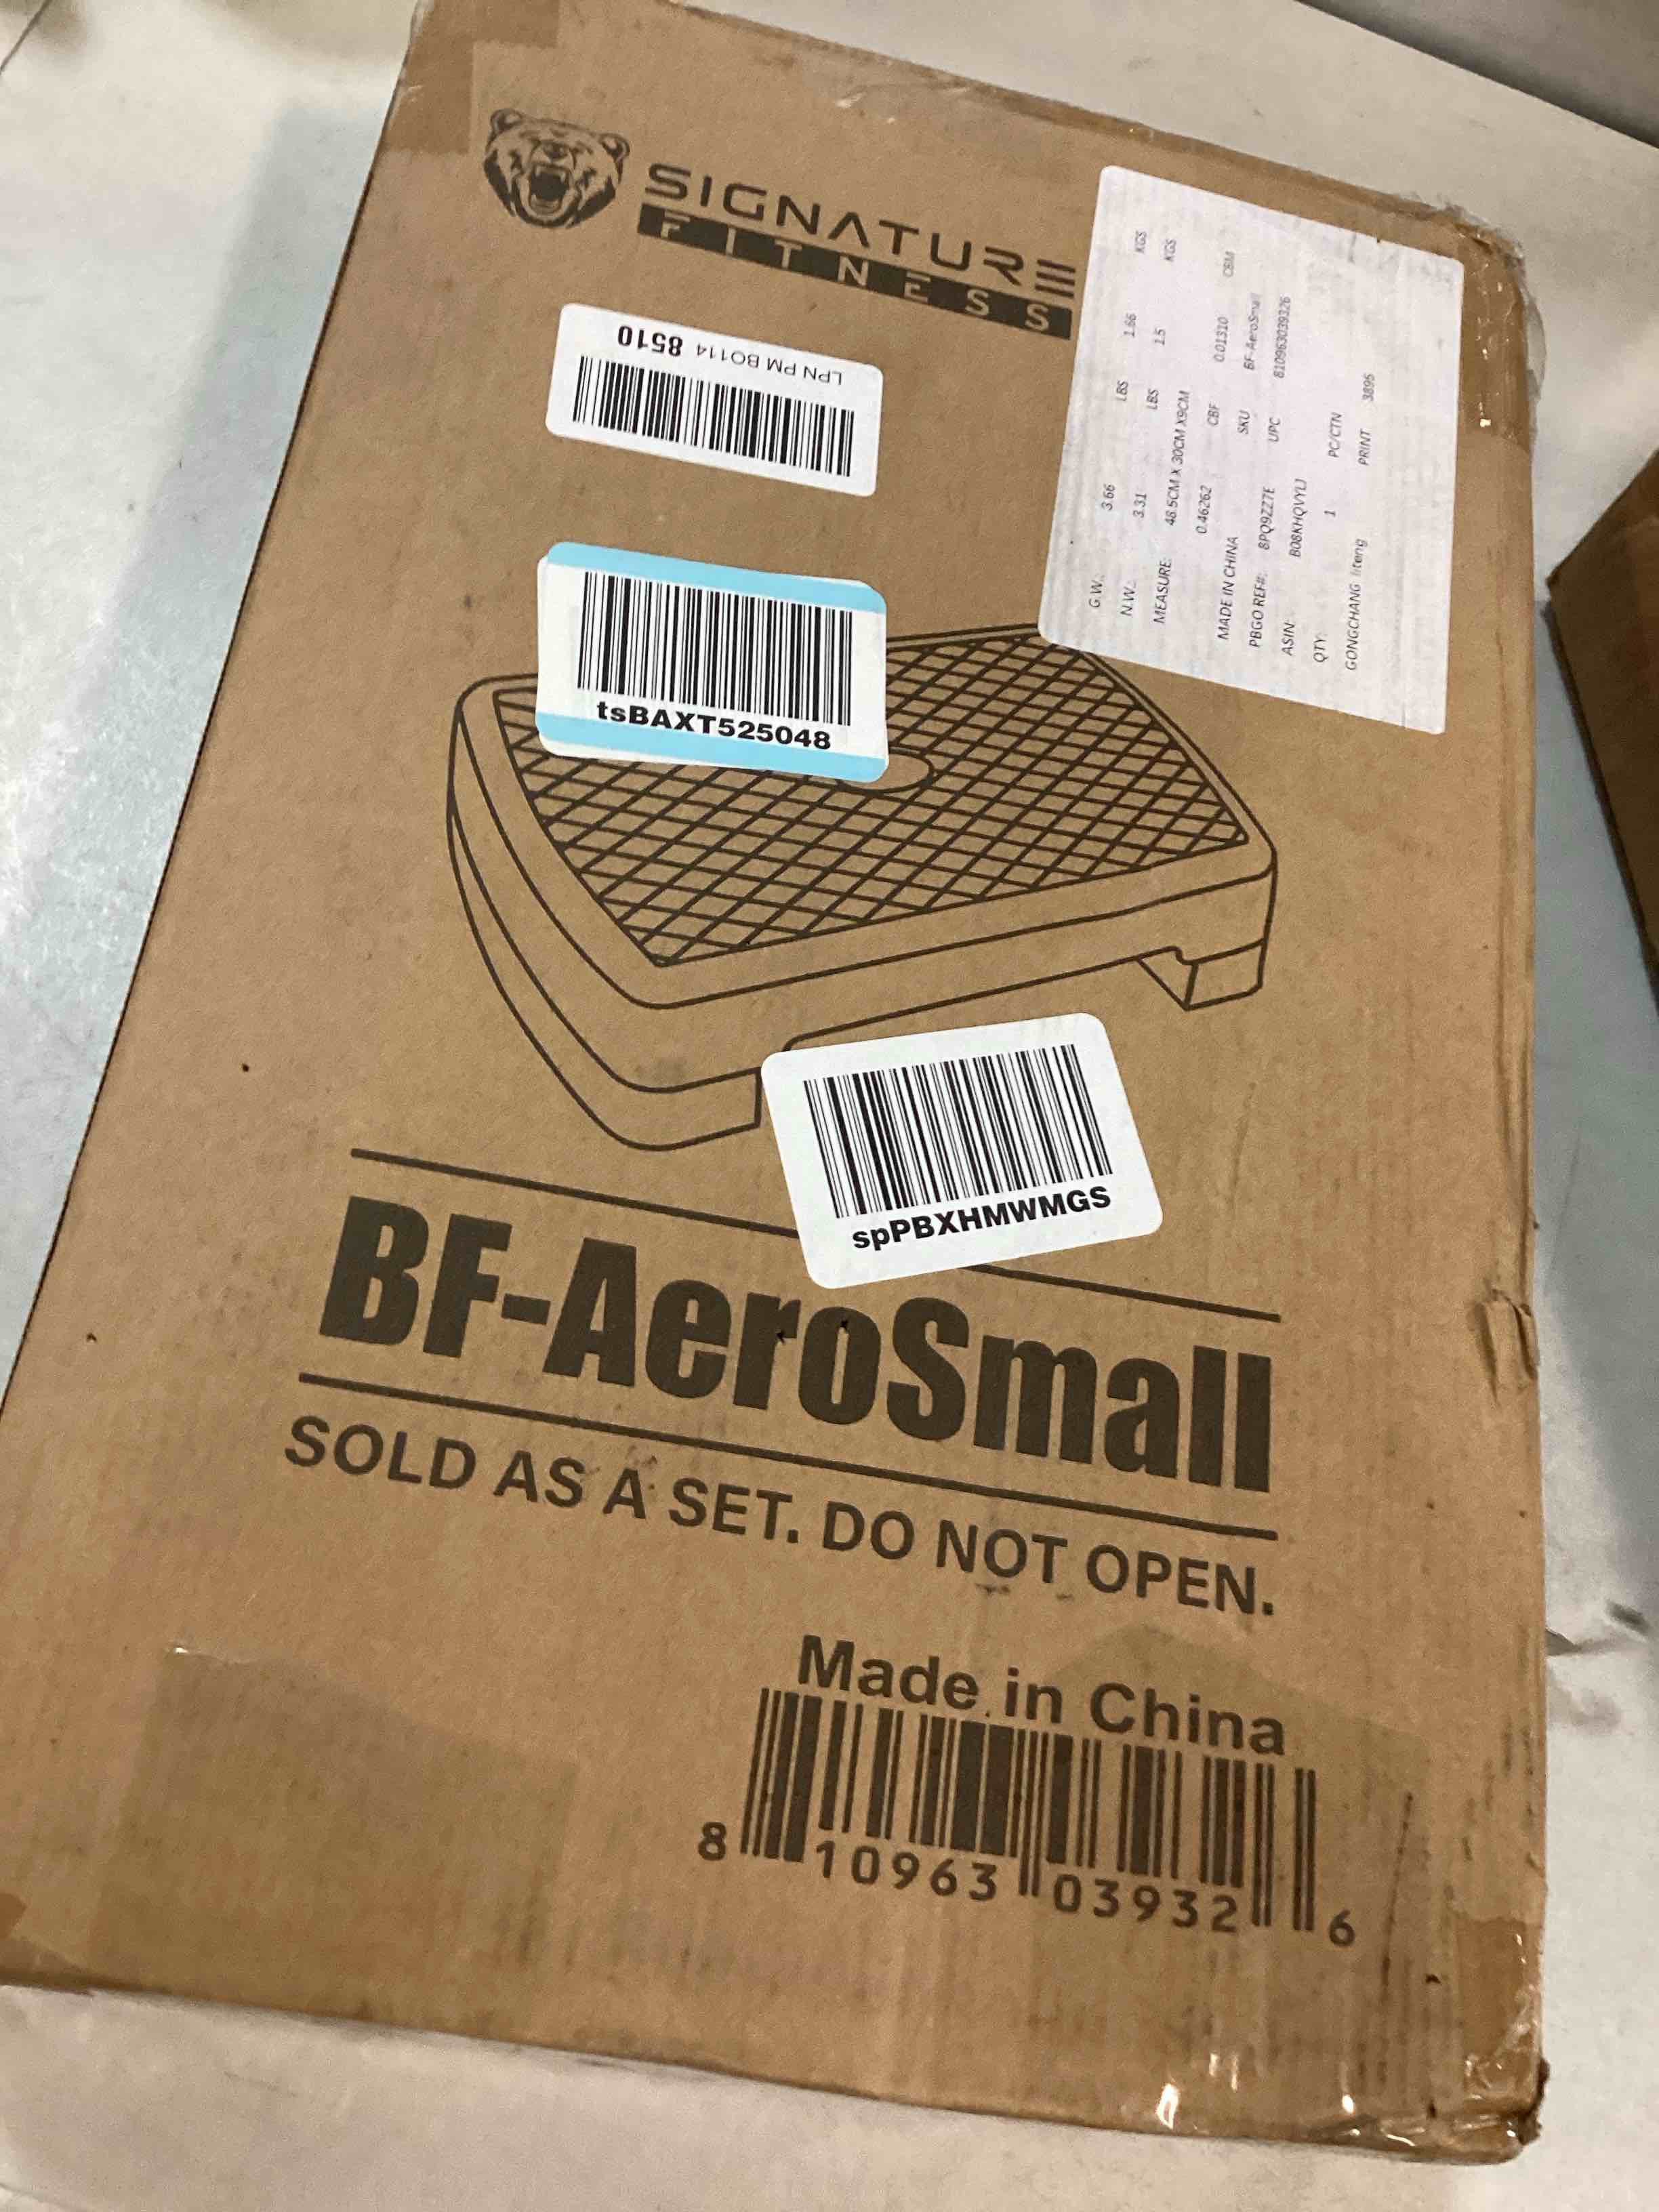 SIGNATURE
FITNESS
LPN PM BO114 8510
tsBAXT525048
G.W.: 3.66 LBS 1.66 KGS
N.W.: 3.31 LBS 1.5 KGS
MEASURE: 48.5CM X 30CM X9CM
0.46262 CBF 0.01310 CBM
MADE IN CHINA SKU BF-AeroSmall
PBGO REF#: 8PQ9ZZ7E UPC 810963039326
ASIN: B08KHQVYLJ
QTY: 1 PC/CTN
GONGCHANG liteng PRINT 3895
spPBXHMWMGS
BF-AeroSmall
SOLD AS A SET. DO NOT OPEN.
Made in China
8 10963 03932 6